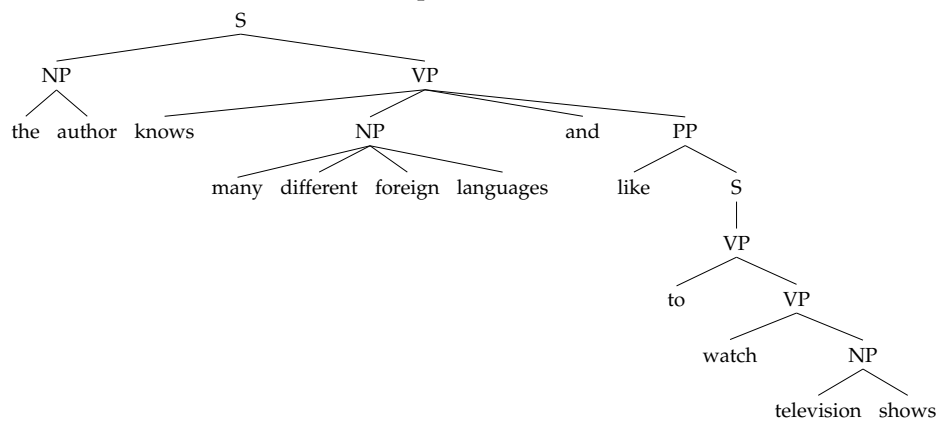 S
NP VP
the author knows NP and PP
many different foreign languages like S
VP
to VP
watch NP
television shows